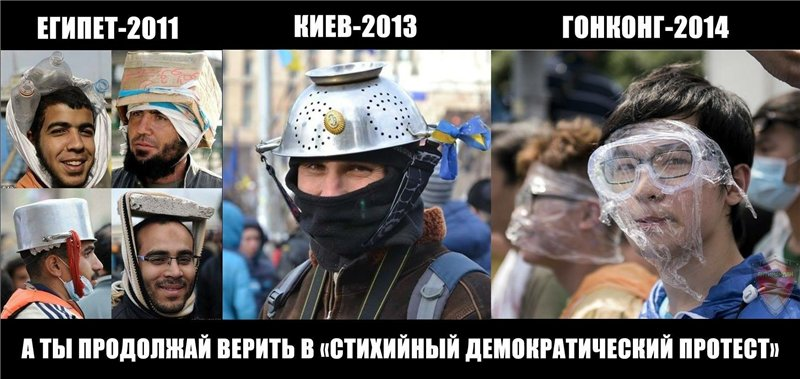 ЕГИПЕТ-2011
КИЕВ-2013
ГОНКОНГ-2014
А ТЫ ПРОДОЛЖАЙ ВЕРИТЬ В «СТИХИЙНЫЙ ДЕМОКРАТИЧЕСКИЙ ПРОТЕСТ»